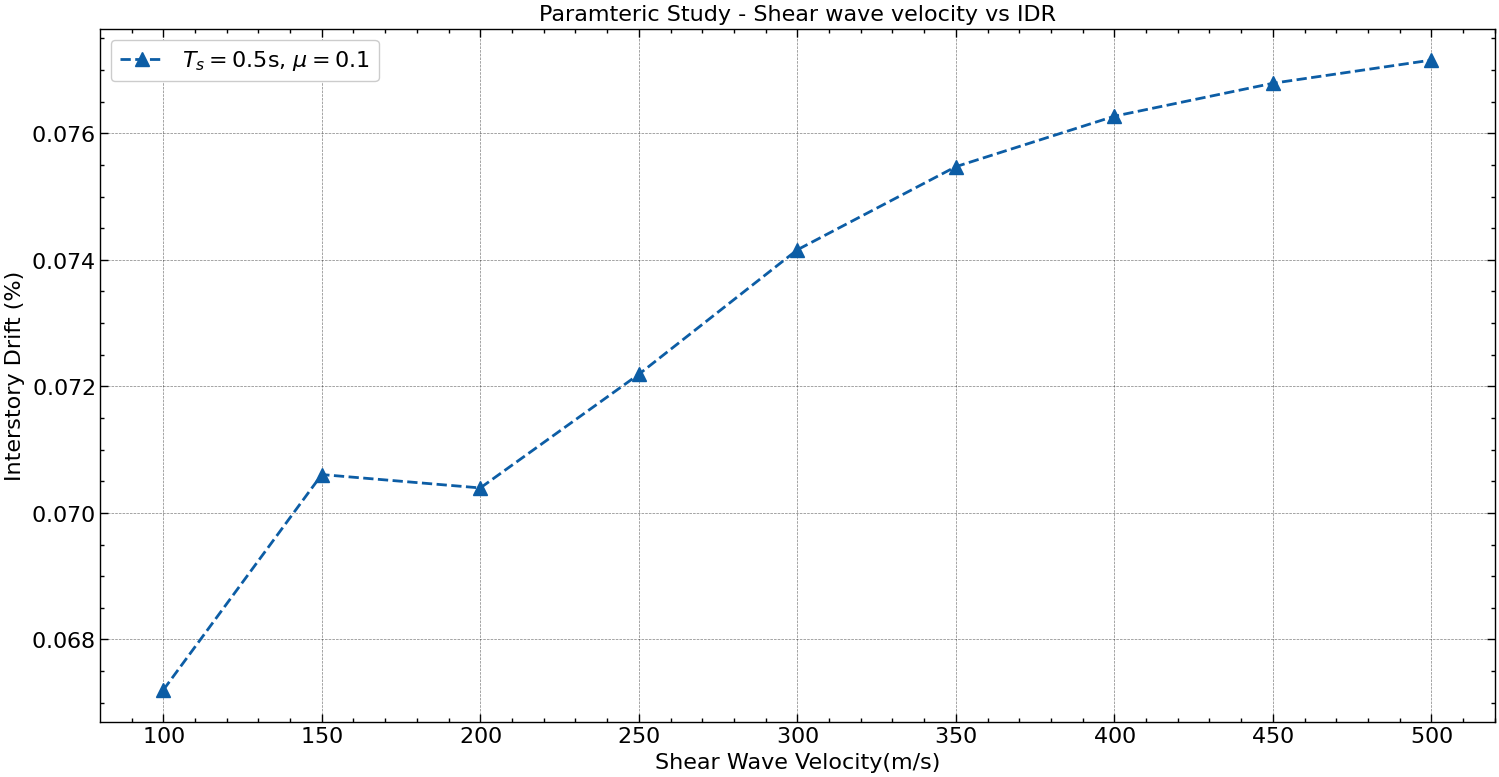 Paramteric Study - Shear wave velocity vs IDR
Tₛ = 0.5s, μ = 0.1
Interstory Drift (%)
0.076
0.074
0.072
0.070
0.068
100 150 200 250 300 350 400 450 500
Shear Wave Velocity(m/s)